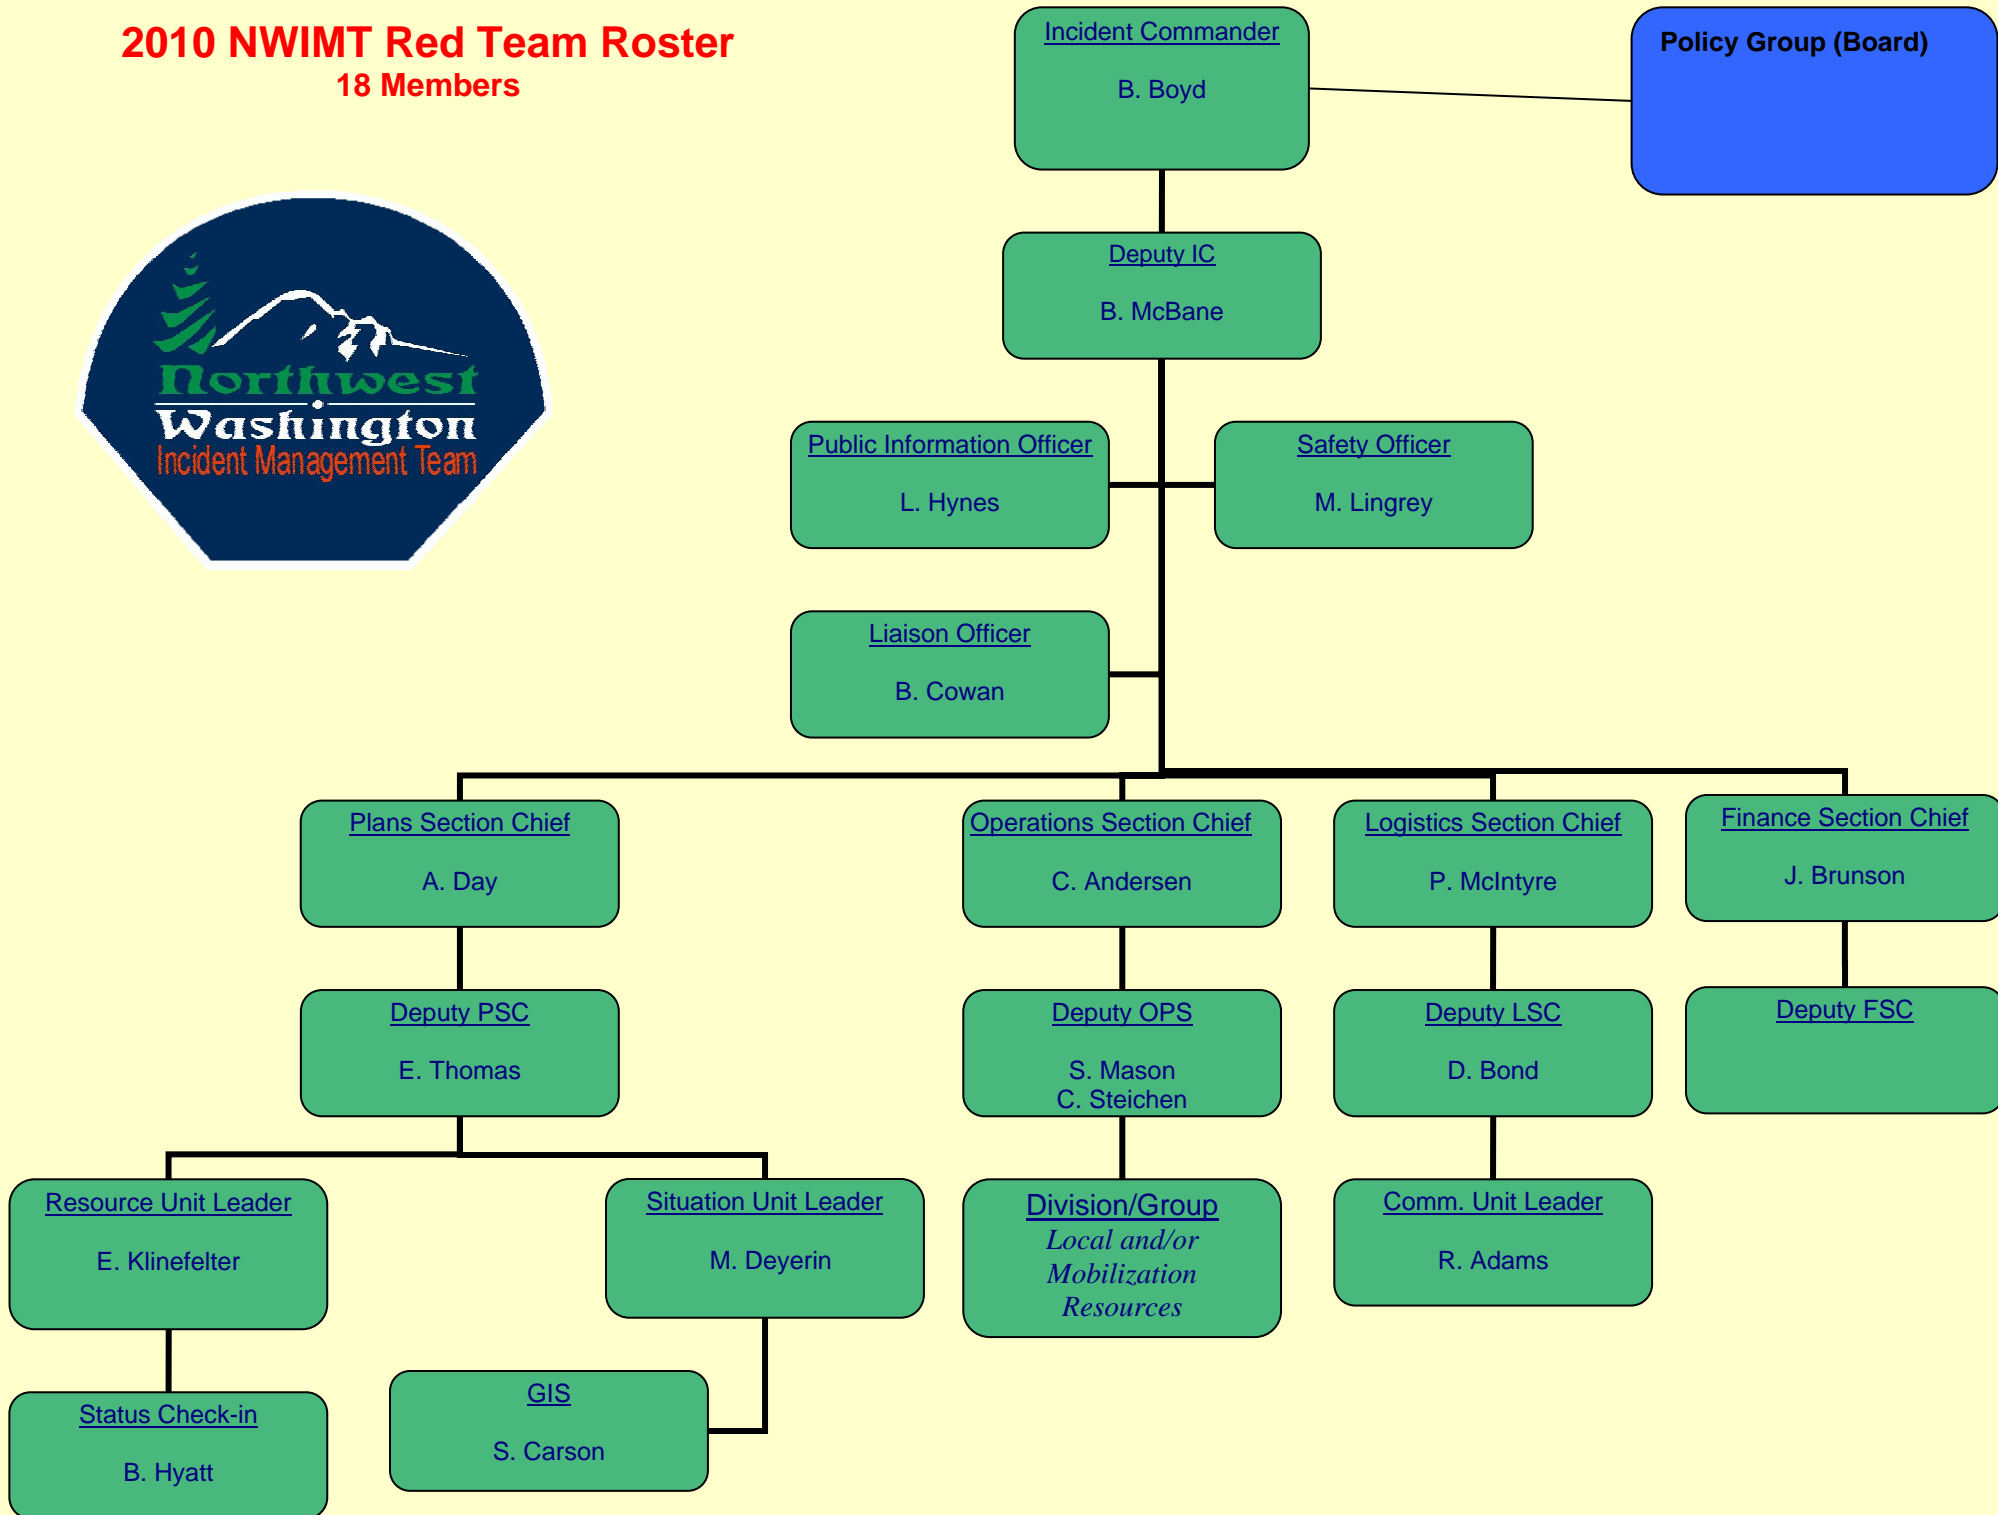 2010 NWIMT Red Team Roster
18 Members
Incident Commander
B. Boyd
Policy Group (Board)
Northwest
Washington
Incident Management Team
Deputy IC
B. McBane
Public Information Officer
L. Hynes
Safety Officer
M. Lingrey
Liaison Officer
B. Cowan
Plans Section Chief
A. Day
Operations Section Chief
C. Andersen
Logistics Section Chief
P. McIntyre
Finance Section Chief
J. Brunson
Deputy PSC
E. Thomas
Deputy OPS
S. Mason
C. Steichen
Deputy LSC
D. Bond
Deputy FSC
Resource Unit Leader
E. Klinefelter
Situation Unit Leader
M. Deyerin
Division/Group
Local and/or
Mobilization
Resources
Comm. Unit Leader
R. Adams
Status Check-in
B. Hyatt
GIS
S. Carson